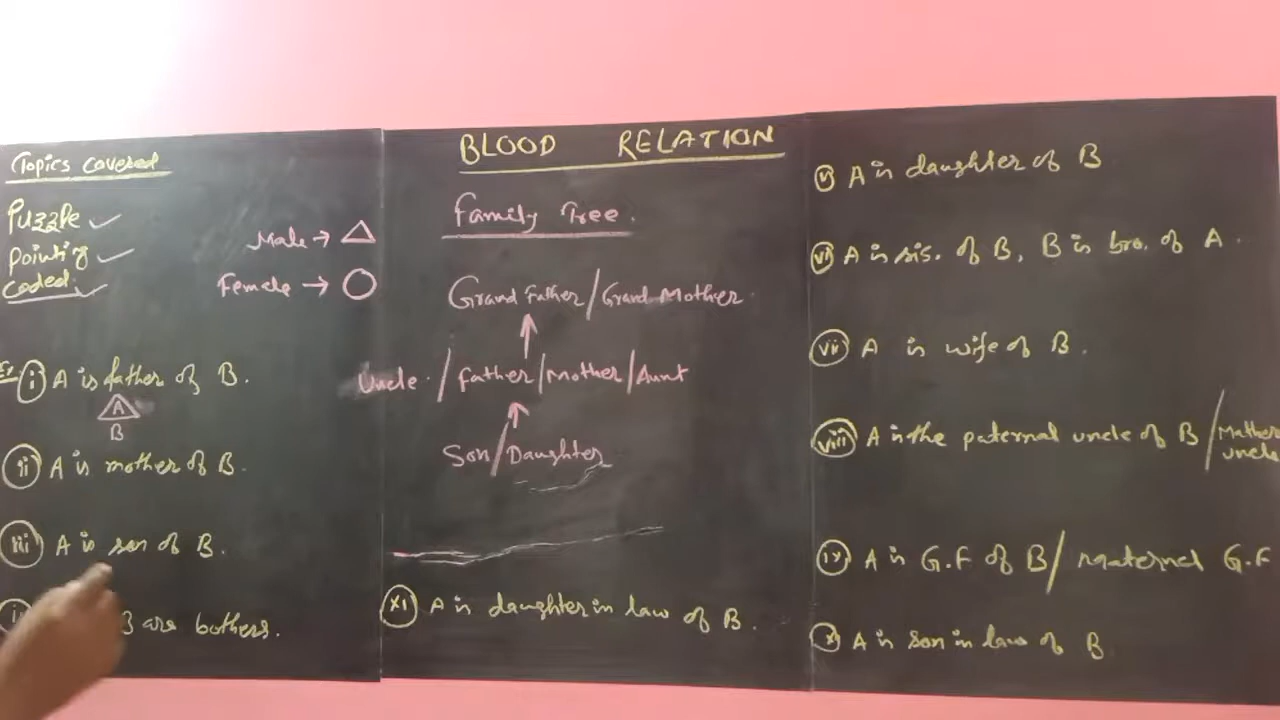 Topics Covered
Puzzle
Pointing
Coded
Male →
Female →
Ex. (i) A is father of B.
A
B
(ii) A is mother of B.
(iii) A is son of B.
B are bothers.
BLOOD RELATION
Family Tree.
Grand Father / Grand Mother
Uncle / Father / Mother / Aunt
Son / Daughter
(xi) A is daughter in law of B.
(v) A is daughter of B
(vi) A is sis. of B, B is bro. of A.
(vii) A is wife of B.
(viii) A is the paternal uncle of B /
uncle
A is G.F of B / maternal G.F
(x) A is son in law of B